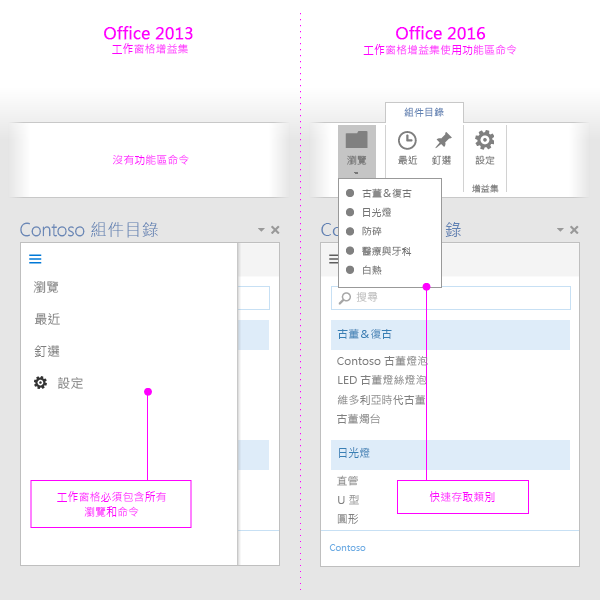 Office 2013
工作窗格增益集
沒有功能區命令
Contoso 組件目錄
瀏覽
最近
釘選
設定
工作窗格必須包含所有
瀏覽和命令
Office 2016
工作窗格增益集使用功能區命令
組件目錄
瀏覽
最近
釘選
設定
增益集
古董＆復古
日光燈
防碎
醫療與牙科
白熱
Co
錄
搜尋
古董＆復古
Contoso 古董燈泡
LED 古董燈絲燈泡
維多利亞時代古董
古董燭台
日光燈
直管
U 型
圓形
快速存取類別
Contoso